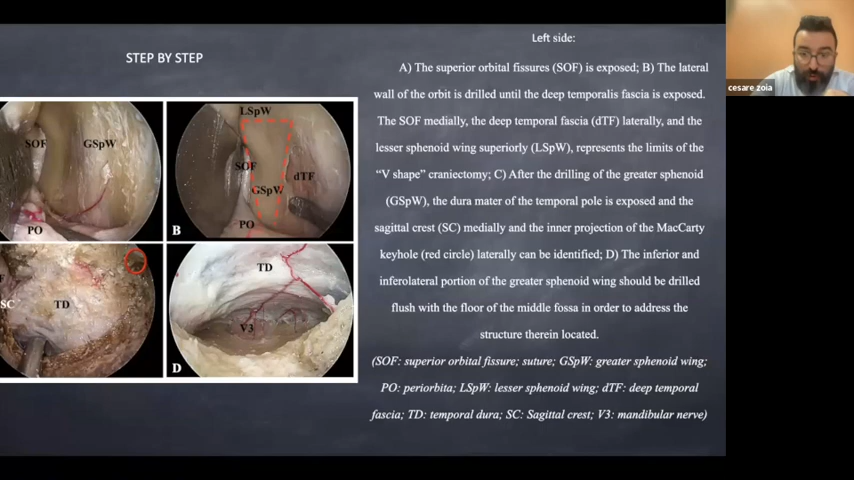 STEP BY STEP
Left side:
A) The superior orbital fissures (SOF) is exposed; B) The lateral
wall of the orbit is drilled until the deep temporalis fascia is exposed.
The SOF medially, the deep temporal fascia (dTF) laterally, and the
lesser sphenoid wing superiorly (LSpW), represents the limits of the
“V shape” craniectomy; C) After the drilling of the greater sphenoid
(GSpW), the dura mater of the temporal pole is exposed and the
sagittal crest (SC) medially and the inner projection of the MacCarty
keyhole (red circle) laterally can be identified; D) The inferior and
inferolateral portion of the greater sphenoid wing should be drilled
flush with the floor of the middle fossa in order to address the
structure therein located.
(SOF: superior orbital fissure; suture; GSpW: greater sphenoid wing;
PO: periorbita; LSpW: lesser sphenoid wing; dTF: deep temporal
fascia; TD: temporal dura; SC: Sagittal crest; V3: mandibular nerve)
SOF
GSpW
PO
LSpW
SOF
dTF
GSpW
PO
B
SC
TD
TD
V3
D
cesare zoia